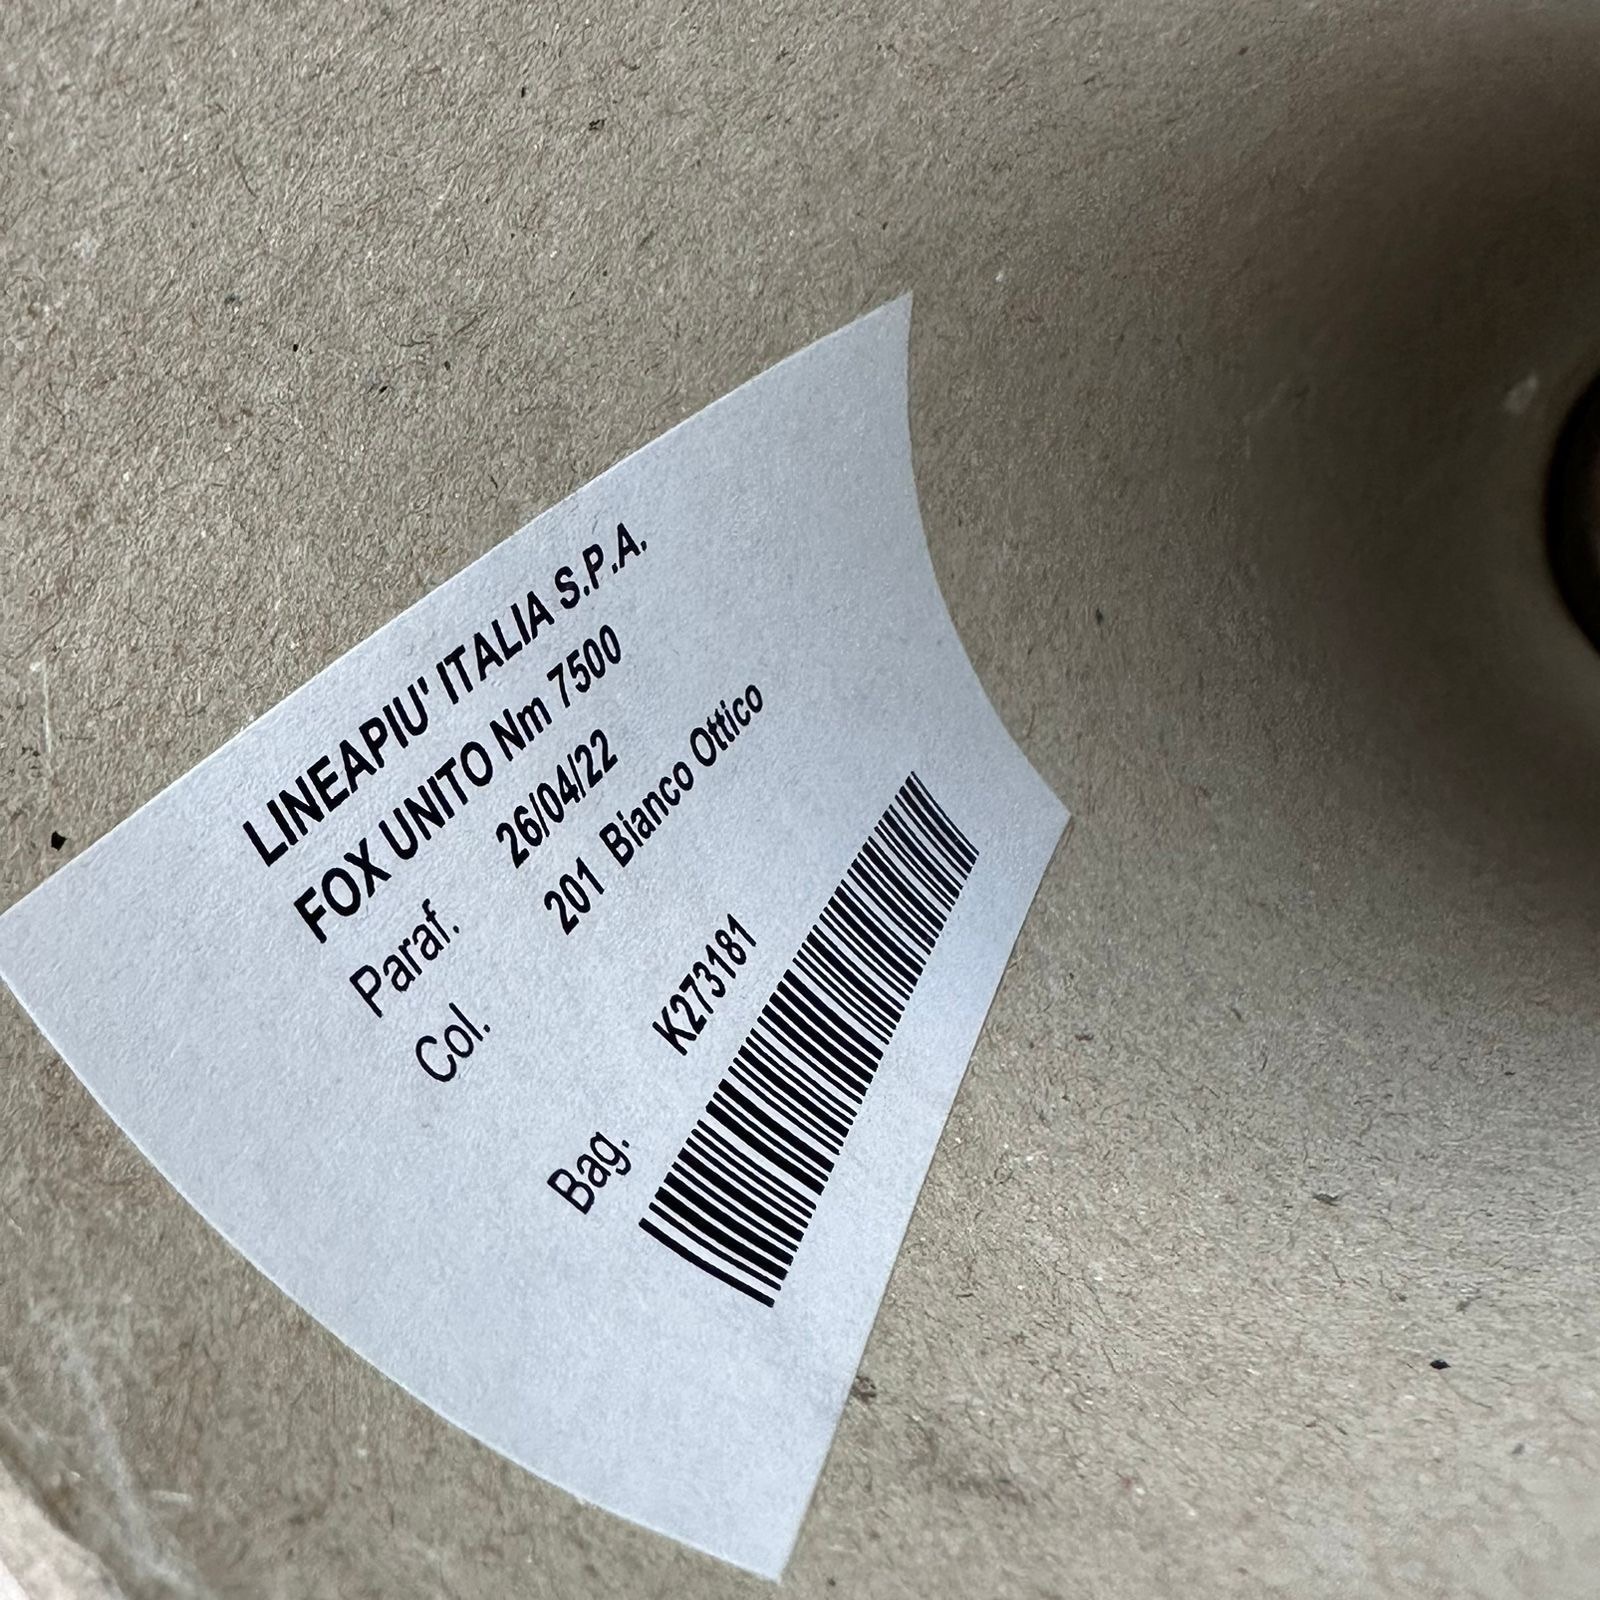 LINEAPIU' ITALIA S.P.A.
FOX UNITO Nm 7500
Paraf. 26/04/22
Col. 201 Bianco Ottico
Bag. K273181